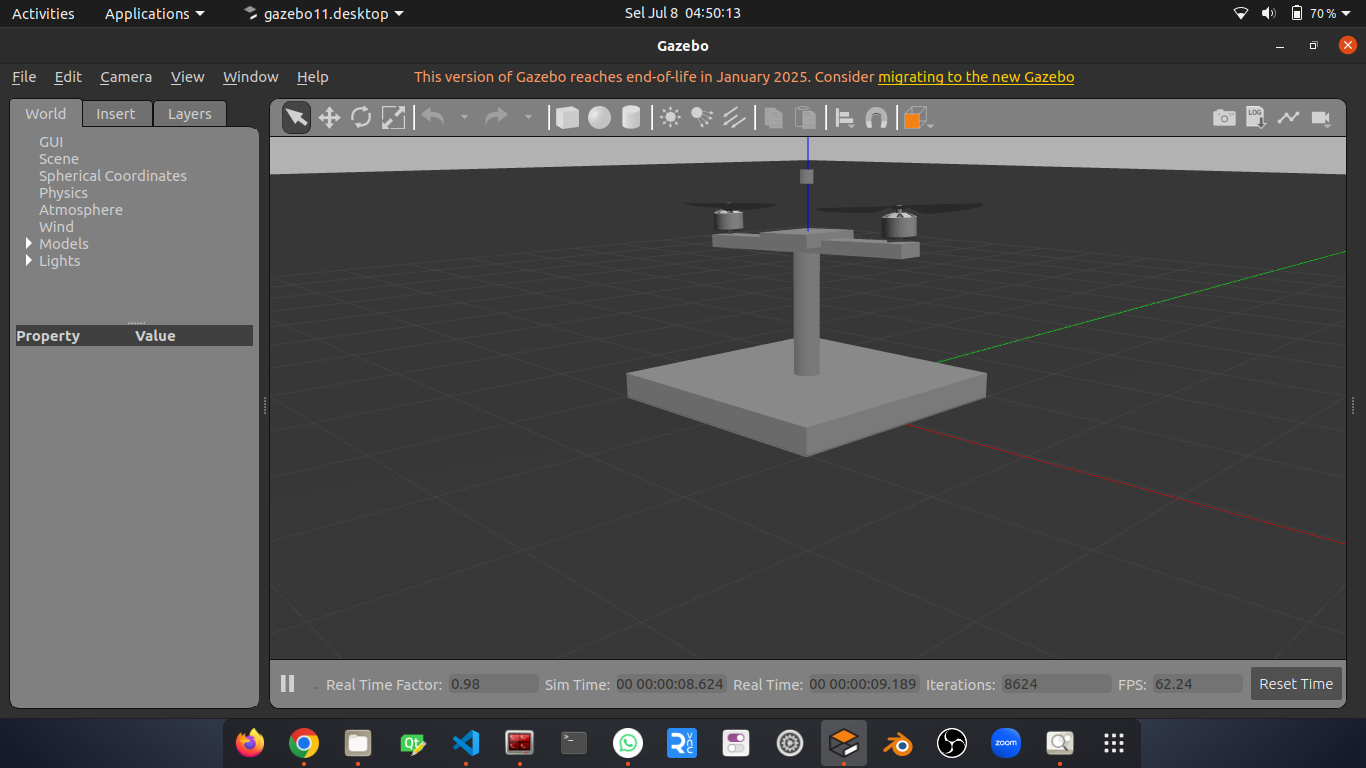 Activities Applications gazebo11.desktop Sel Jul 8 04:50:13 70 %
Gazebo
File Edit Camera View Window Help This version of Gazebo reaches end-of-life in January 2025. Consider migrating to the new Gazebo
World Insert Layers
LOG
GUI
Scene
Spherical Coordinates
Physics
Atmosphere
Wind
Models
Lights
Property Value
Real Time Factor: 0.98 Sim Time: 00 00:00:08.624 Real Time: 00 00:00:09.189 Iterations: 8624 FPS: 62.24 Reset Time
Qt >_ R VNC zoom